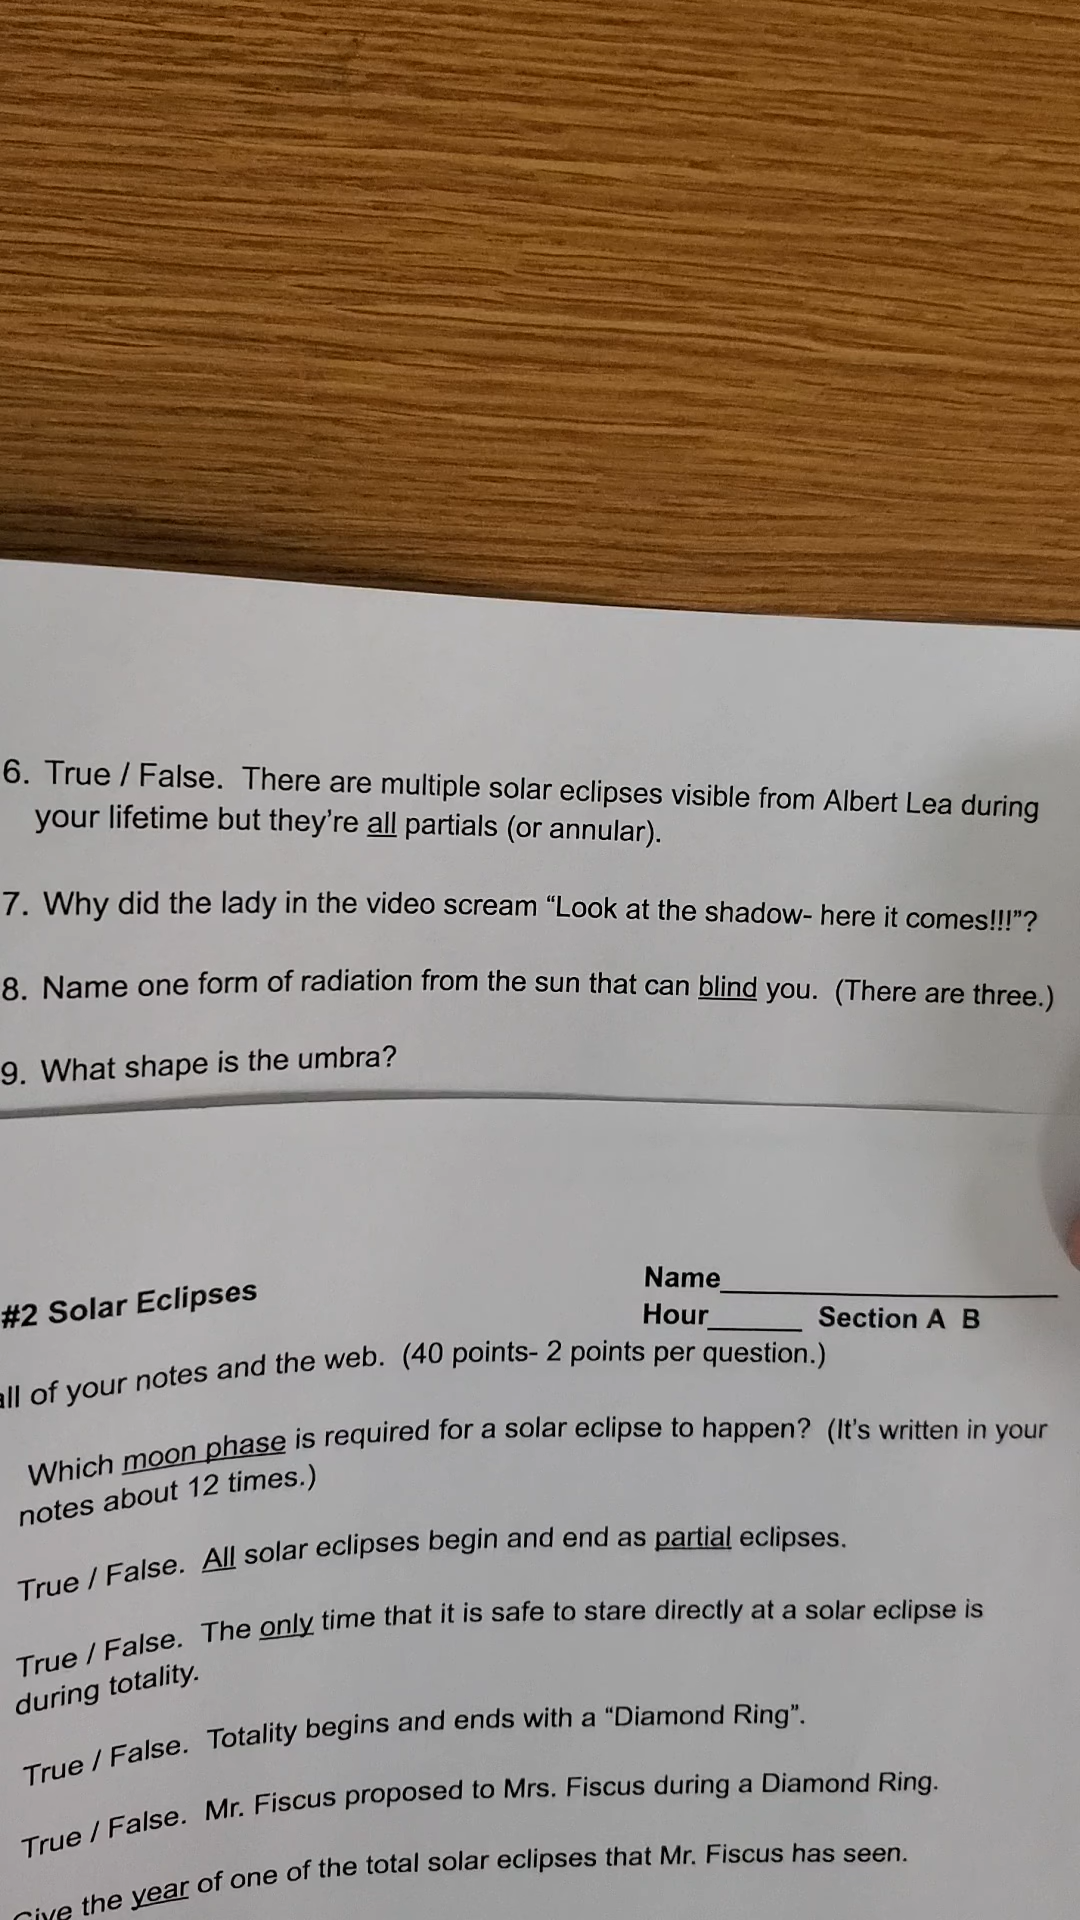 6. True / False. There are multiple solar eclipses visible from Albert Lea during
your lifetime but they're all partials (or annular).
7. Why did the lady in the video scream “Look at the shadow- here it comes!!!”?
8. Name one form of radiation from the sun that can blind you. (There are three.)
9. What shape is the umbra?
#2 Solar Eclipses
Name
Hour Section A B
all of your notes and the web. (40 points- 2 points per question.)
Which moon phase is required for a solar eclipse to happen? (It's written in your
notes about 12 times.)
True / False. All solar eclipses begin and end as partial eclipses.
True / False. The only time that it is safe to stare directly at a solar eclipse is
during totality.
True / False. Totality begins and ends with a “Diamond Ring”.
True / False. Mr. Fiscus proposed to Mrs. Fiscus during a Diamond Ring.
Give the year of one of the total solar eclipses that Mr. Fiscus has seen.